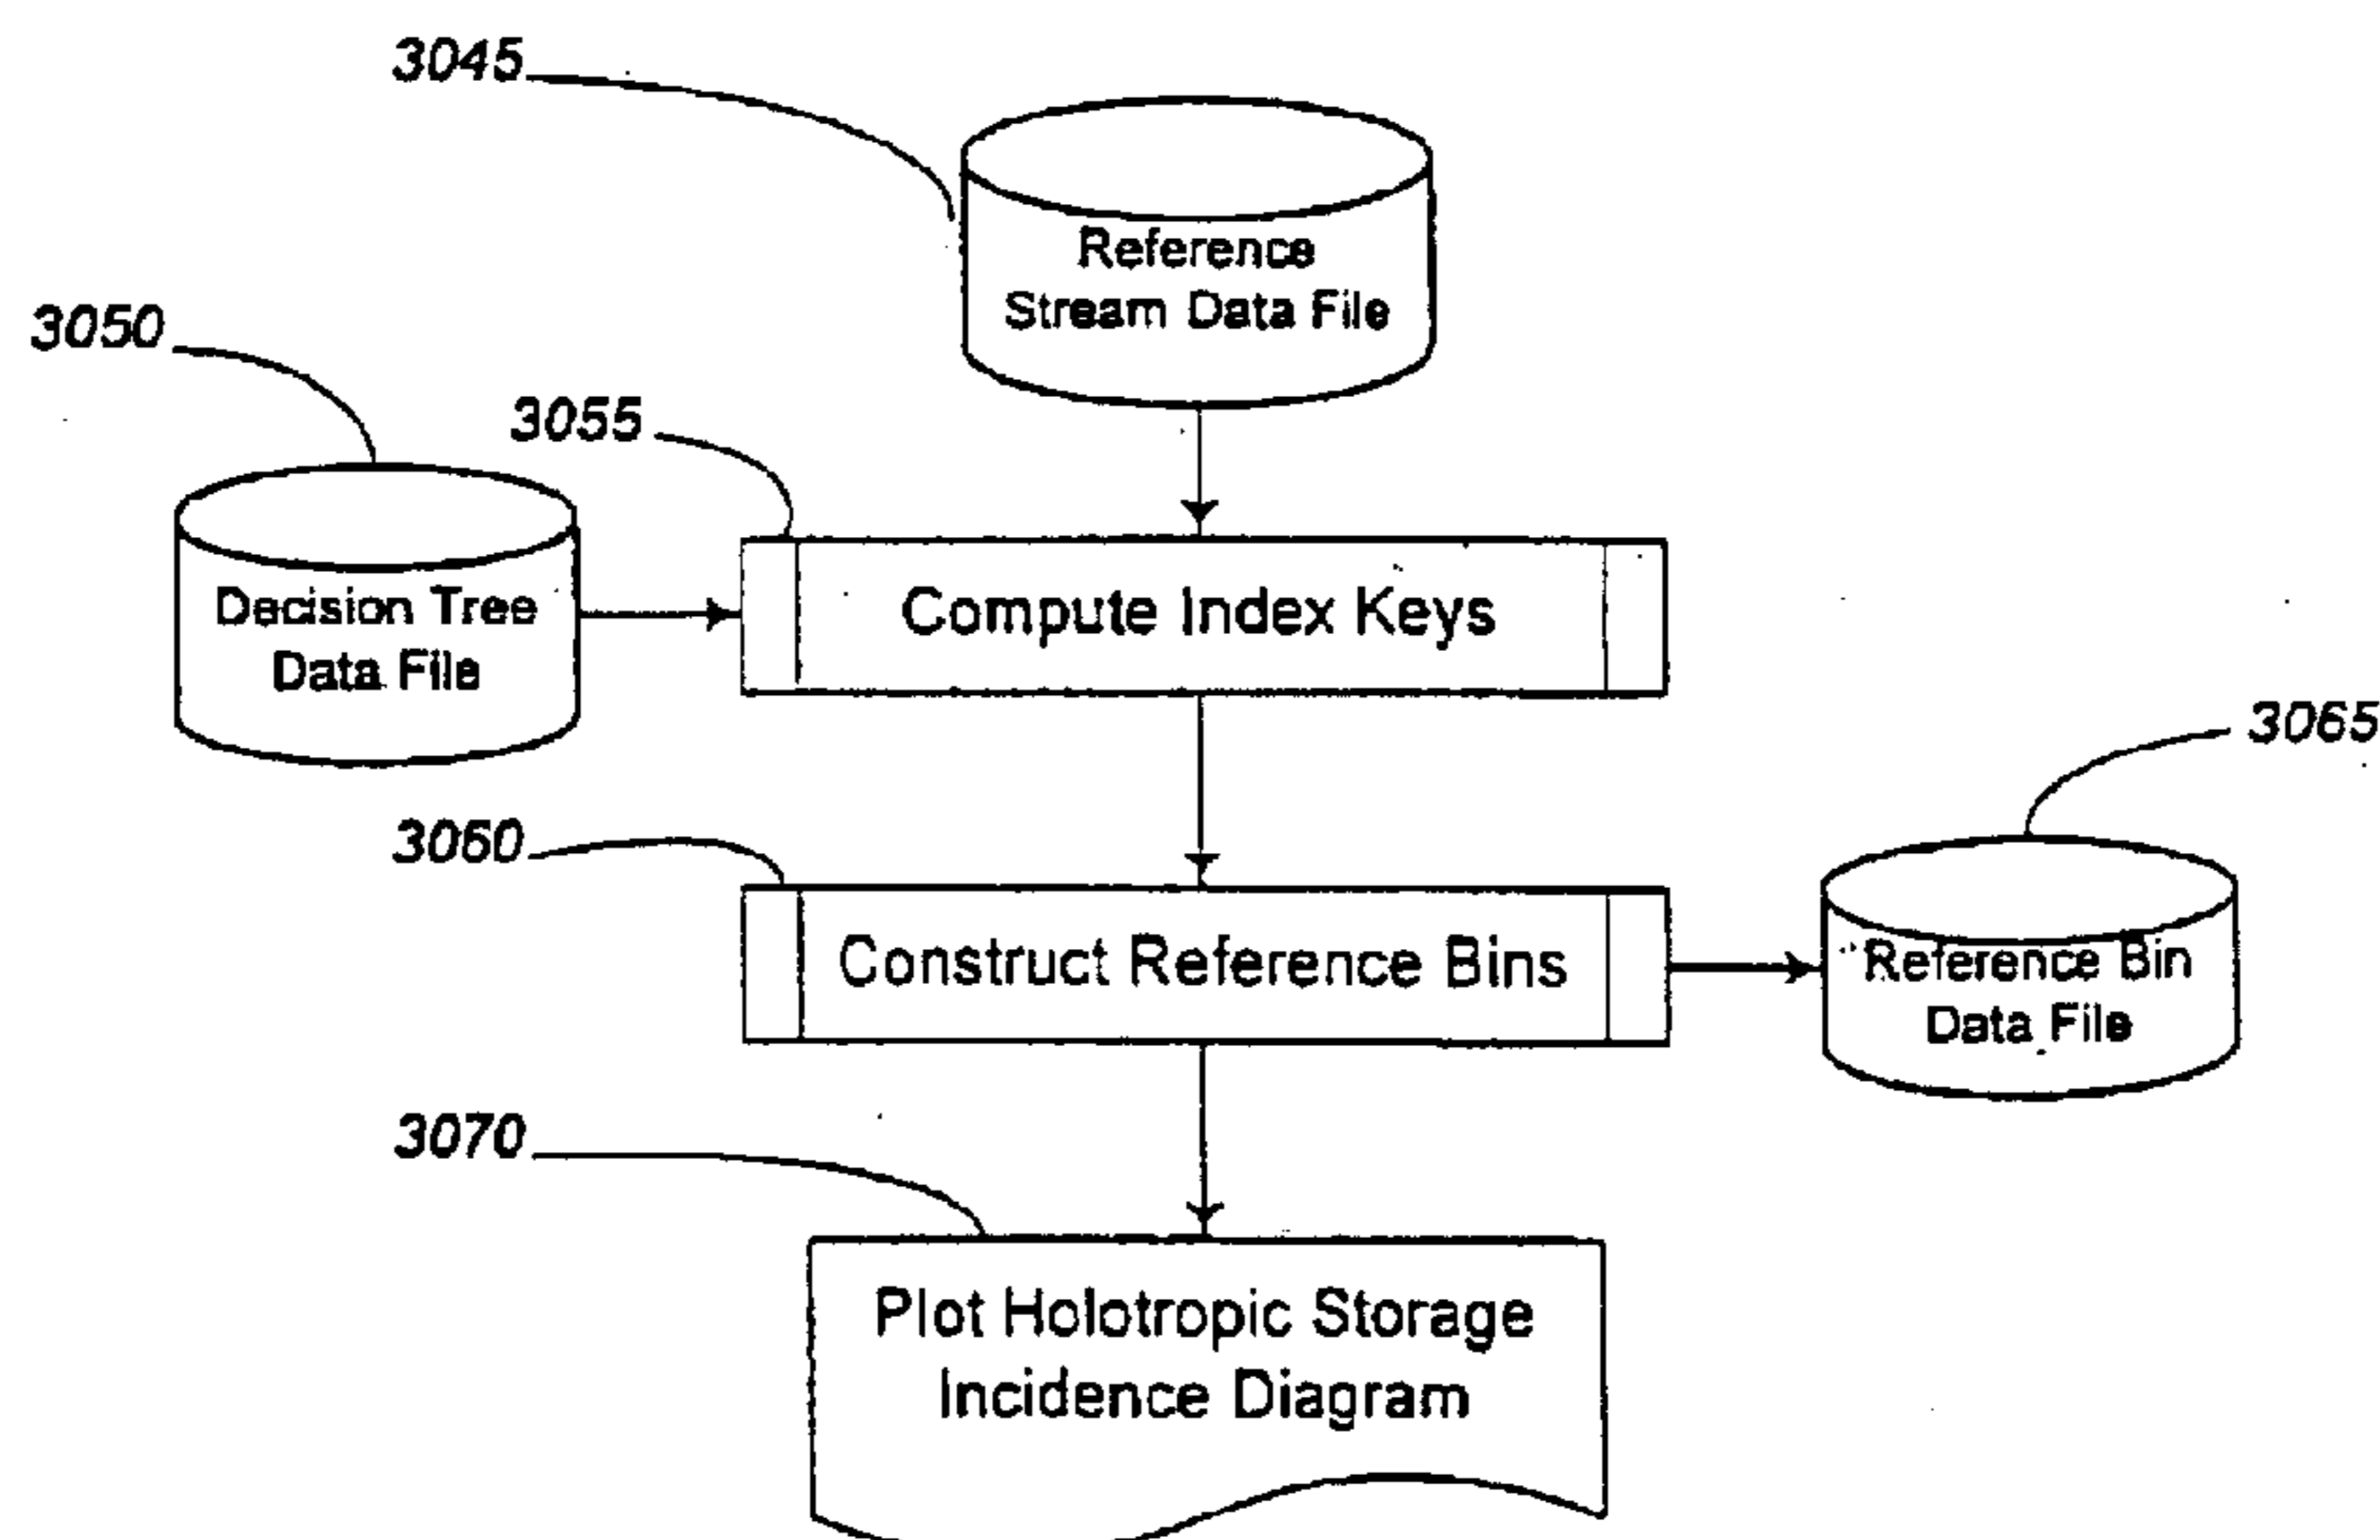 3045
Reference
Stream Data File
3050
3055
Decision Tree
Data File
Compute Index Keys
3065
3060
Construct Reference Bins
Reference Bin
Data File
3070
Plot Holotropic Storage
Incidence Diagram